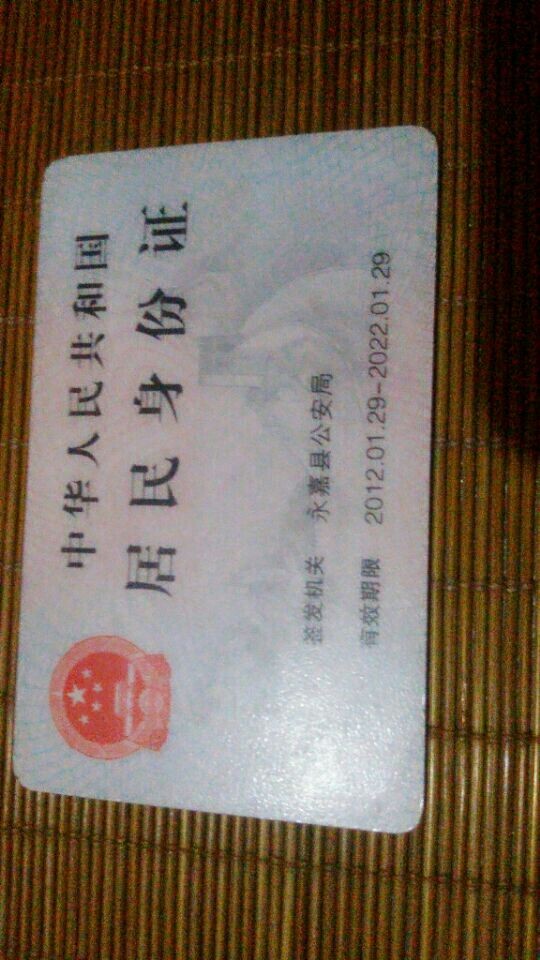 中华人民共和国
居民身份证
签发机关 永嘉县公安局
有效期限 2012.01.29-2022.01.29